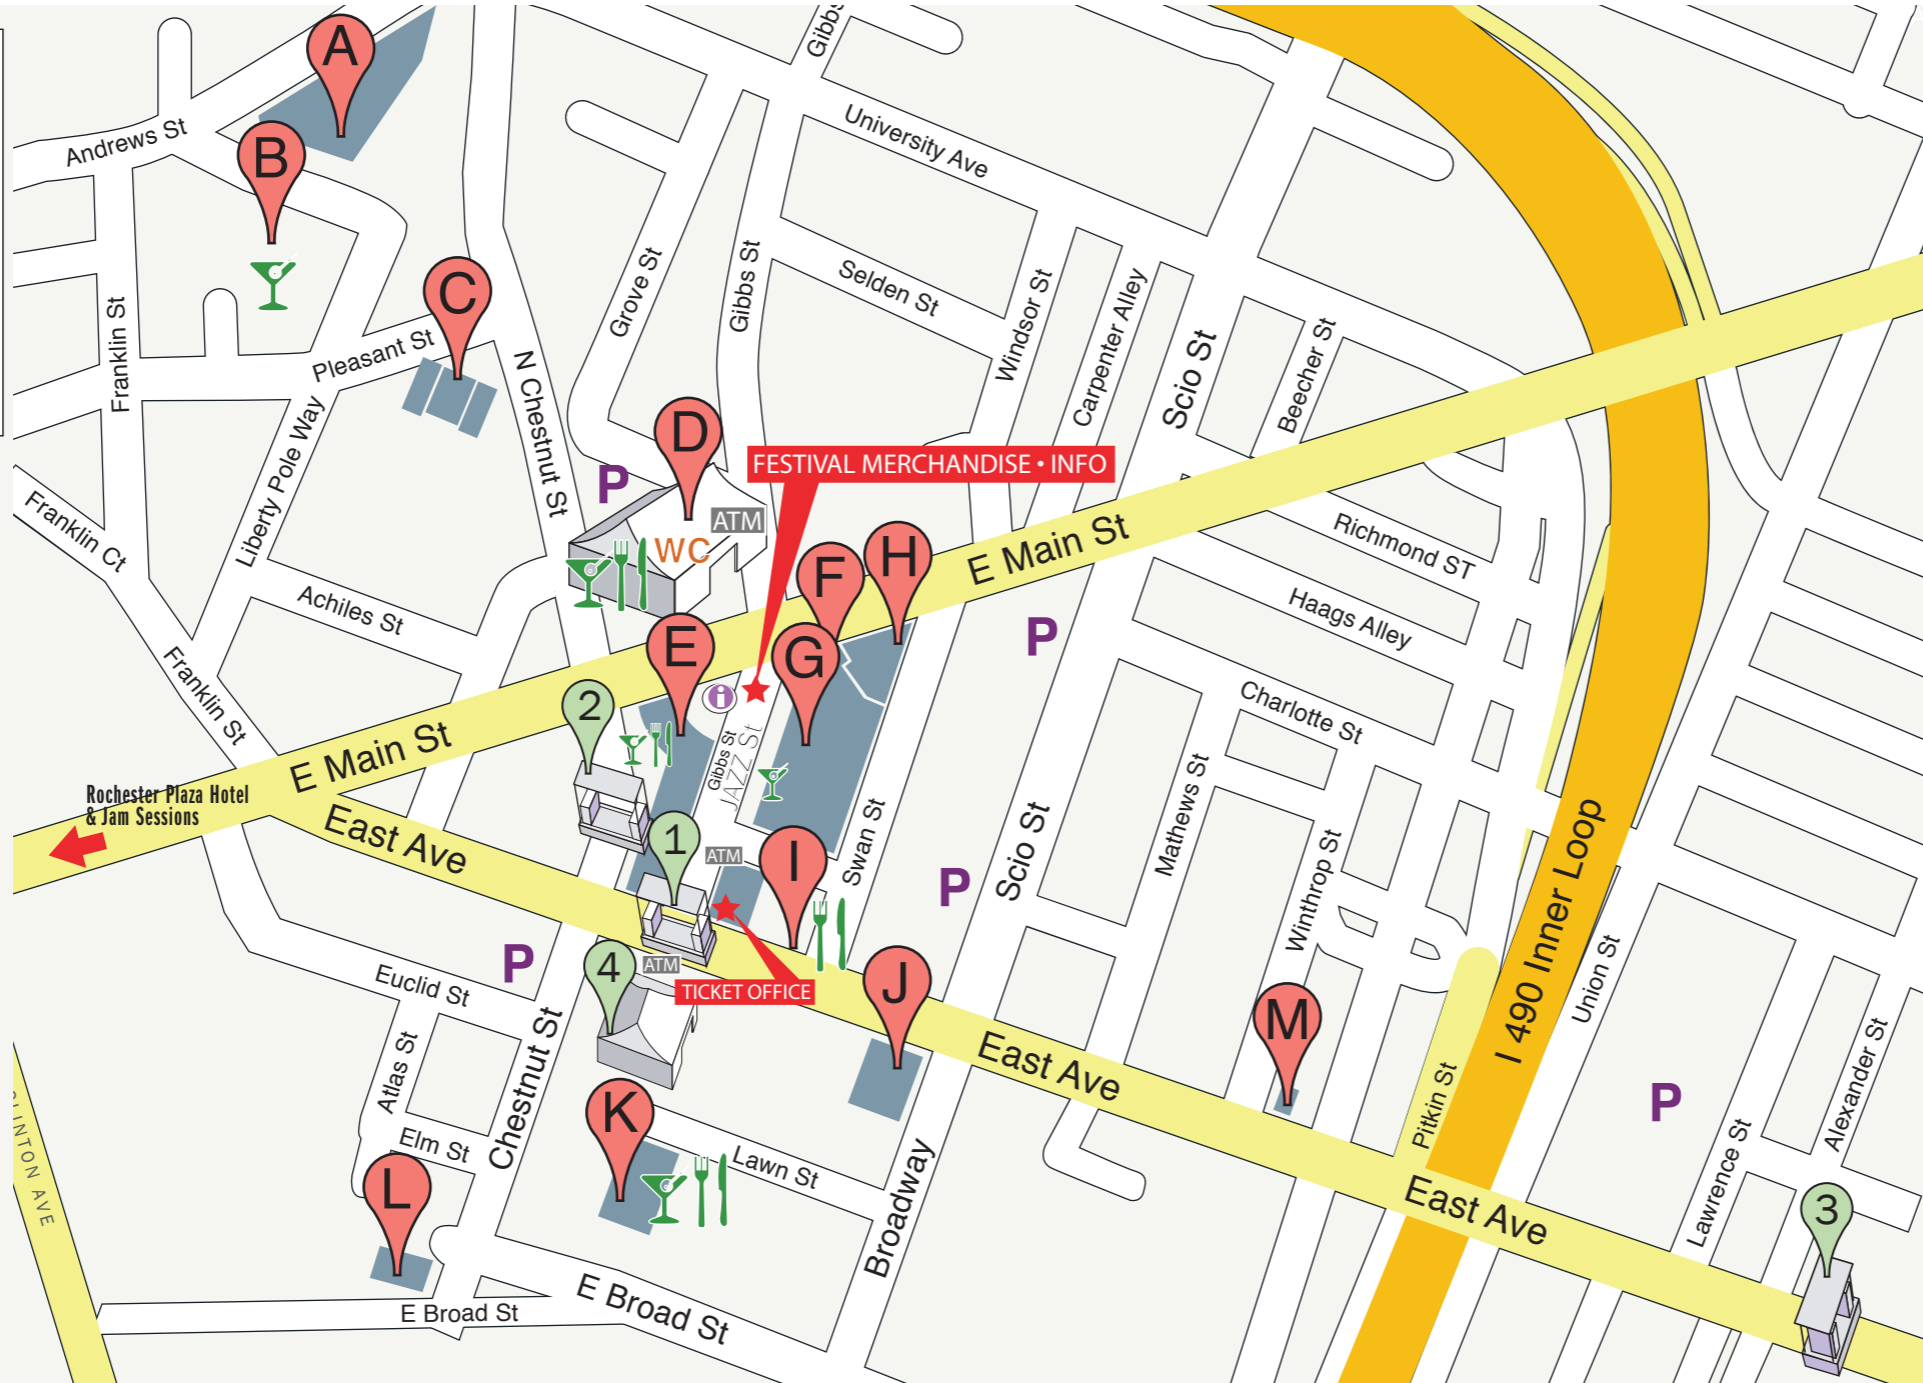 A
Gibbs
Andrews St
B
University Ave
Grove St
Gibbs St
Selden St
Windsor St
Carpenter Alley
C
Franklin St
Pleasant St
N Chestnut St
Scio St
Beecher St
D
FESTIVAL MERCHANDISE • INFO
P
ATM
Liberty Pole Way
Franklin Ct
WC
E Main St
Richmond ST
F
H
Achiles St
Haags Alley
P
E
G
i
Franklin St
2
Charlotte St
E Main St
Gibbs St
JAZZ St
Rochester Plaza Hotel
& Jam Sessions
East Ave
1
ATM
I
Swan St
Scio St
Mathews St
Winthrop St
I 490 Inner Loop
P
P
Euclid St
4
ATM
TICKET OFFICE
J
Union St
M
Chestnut St
Atlas St
East Ave
Pitkin St
P
Alexander St
K
Elm St
Lawn St
Lawrence St
L
Broadway
East Ave
3
E Broad St
E Broad St
LINTON AVE